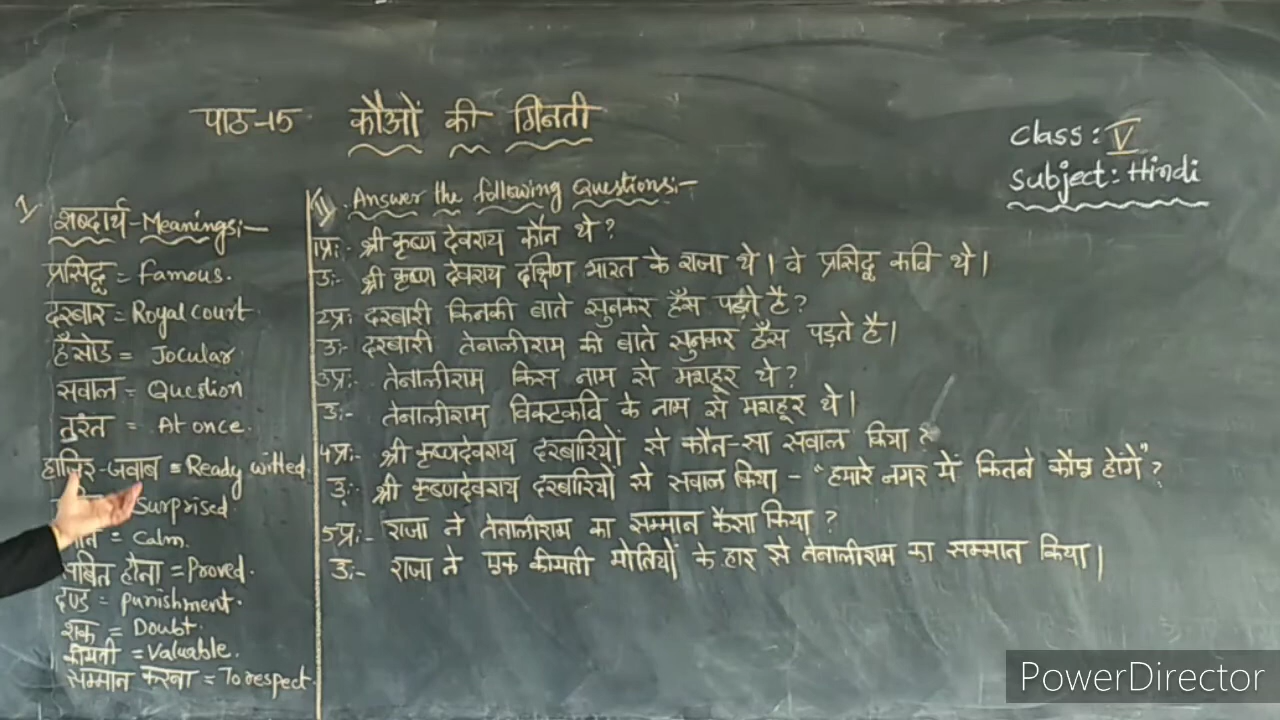 पाठ-15 कौओं की गिनती
Class: V
Subject: Hindi
I शब्दार्थ - Meanings:-
प्रसिद्ध = Famous.
दरबार = Royal court
हँसोड = Jocular
सवाल = Question
तुरंत = At once.
हाज़िर-जवाब = Ready witted.
Surprised.
= Calm.
साबित होना = Proved.
दण्ड = punishment.
शक = Doubt.
कीमती = Valuable.
सम्मान करना = To respect.
II. Answer the following Questions:-
1प्र:- श्री कृष्ण देवराय कौन थे?
उ:- श्री कृष्ण देवराय दक्षिण भारत के राजा थे। वे प्रसिद्ध कवि थे।
2प्र: दरबारी किनकी बाते सुनकर हँस पड़ते है?
उ:- दरबारी तेनालीराम की बाते सुनकर हँस पड़ते है।
3प्र:- तेनालीराम किस नाम से मशहूर थे?
उ:- तेनालीराम विकटकवि के नाम से मशहूर थे।
4प्र:- श्री कृष्णदेवराय दरबारियों से कौन-सा सवाल किया?
उ:- श्री कृष्णदेवराय दरबारियों से सवाल किया - "हमारे नगर में कितने कौए होंगे"?
5प्र:- राजा ने तेनालीराम का सम्मान कैसा किया?
उ:- राजा ने एक कीमती मोतियों के हार से तेनालीराम का सम्मान किया।
PowerDirector